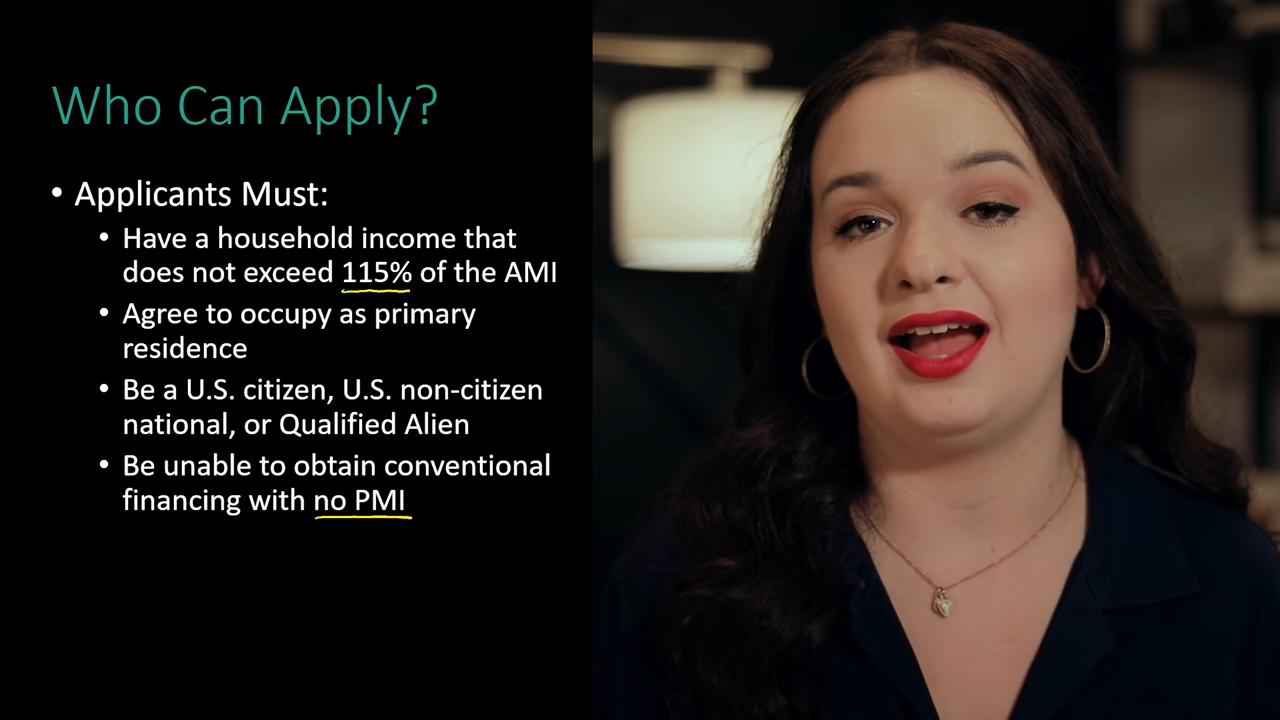 Who Can Apply?
• Applicants Must:
• Have a household income that
does not exceed 115% of the AMI
• Agree to occupy as primary
residence
• Be a U.S. citizen, U.S. non-citizen
national, or Qualified Alien
• Be unable to obtain conventional
financing with no PMI